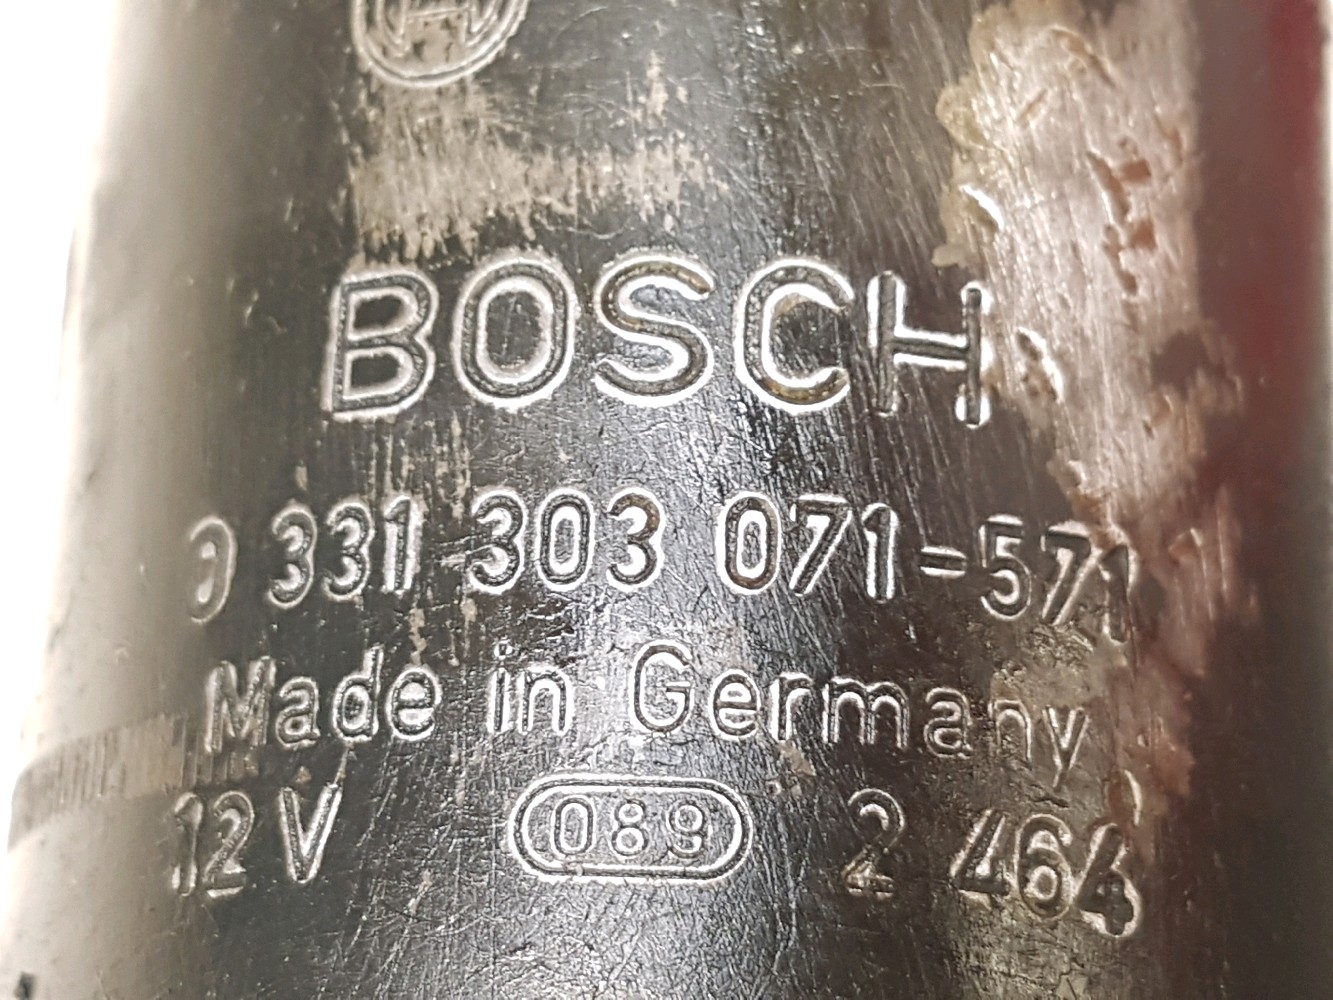 BOSCH
0 331 303 071-571
Made in Germany
12 V 089 2 464